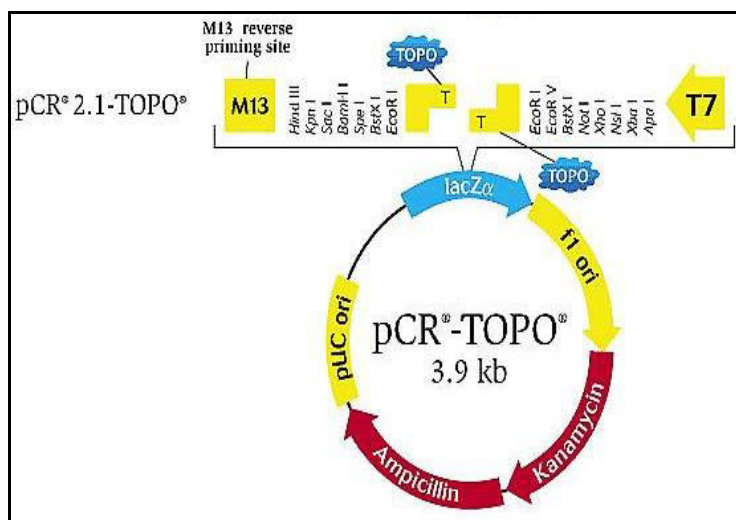 M13 reverse
priming site
TOPO
pCR® 2.1-TOPO®
M13
Hind III
Kpn I
Sac I
BamH I
Spe I
BstX I
EcoR I
T
T
EcoR I
EcoR V
BstX I
Not I
Xho I
Nsi I
Xba I
Apa I
T7
TOPO
lacZα
f1 ori
pUC ori
pCR®-TOPO®
3.9 kb
Kanamycin
Ampicillin